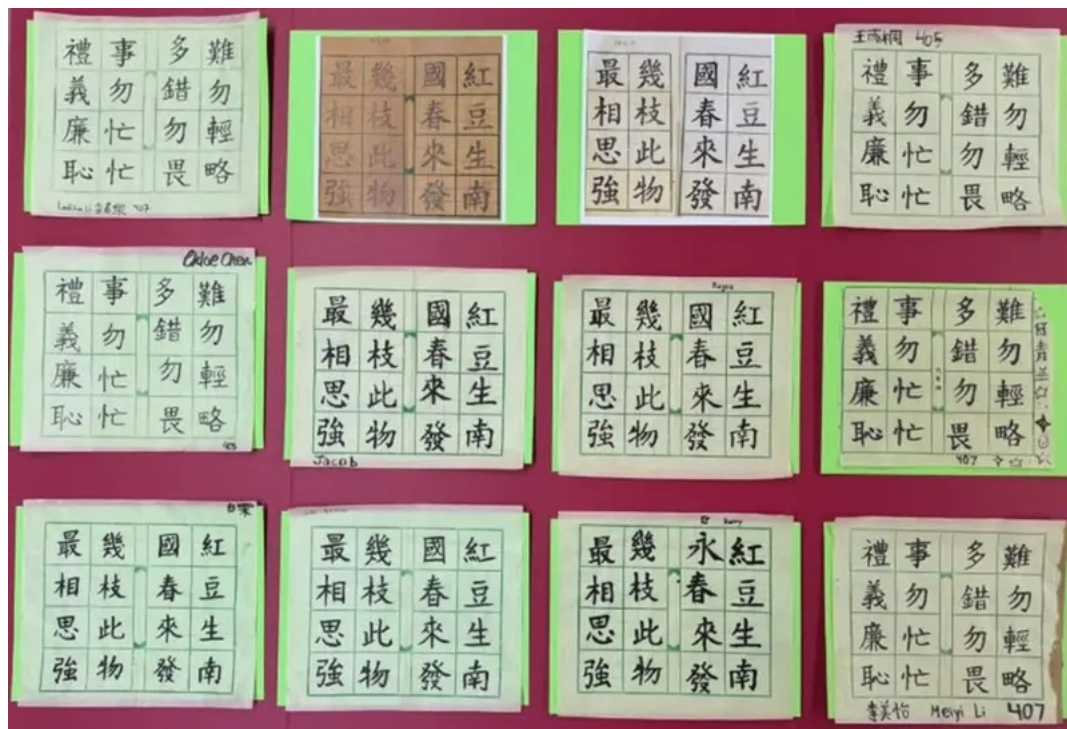 難勿輕略
多錯勿畏
事勿忙忙
禮義廉恥
407
紅豆生南
國春來發
幾枝此物
最相思強
紅豆生南
國春來發
幾枝此物
最相思強
405
難勿輕略
多錯勿畏
事勿忙忙
禮義廉恥
Chloe Chen
難勿輕略
多錯勿畏
事勿忙忙
禮義廉恥
紅豆生南
國春來發
幾枝此物
最相思強
Jacob
紅豆生南
國春來發
幾枝此物
最相思強
難勿輕略
多錯勿畏
事勿忙忙
禮義廉恥
407
紅豆生南
國春來發
幾枝此物
最相思強
紅豆生南
國春來發
幾枝此物
最相思強
紅豆生南
永春來發
幾枝此物
最相思強
難勿輕略
多錯勿畏
事勿忙忙
禮義廉恥
李美怡 Meiyi Li 407